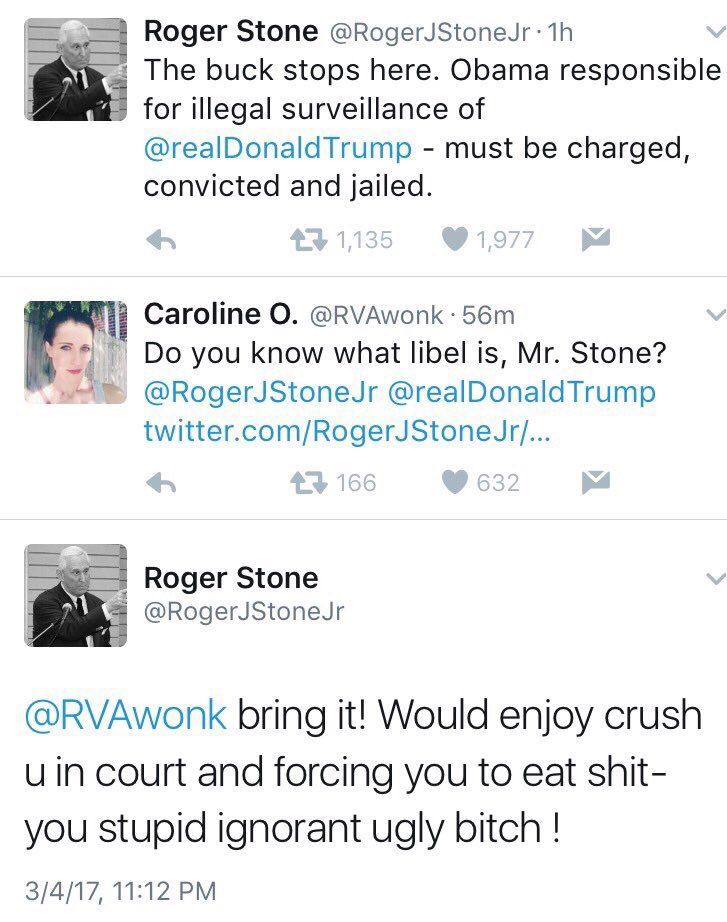 Roger Stone @RogerJStoneJr · 1h
The buck stops here. Obama responsible
for illegal surveillance of
@realDonaldTrump - must be charged,
convicted and jailed.
1,135 1,977
Caroline O. @RVAwonk · 56m
Do you know what libel is, Mr. Stone?
@RogerJStoneJr @realDonaldTrump
twitter.com/RogerJStoneJr/...
166 632
Roger Stone
@RogerJStoneJr
@RVAwonk bring it! Would enjoy crush
u in court and forcing you to eat shit-
you stupid ignorant ugly bitch !
3/4/17, 11:12 PM